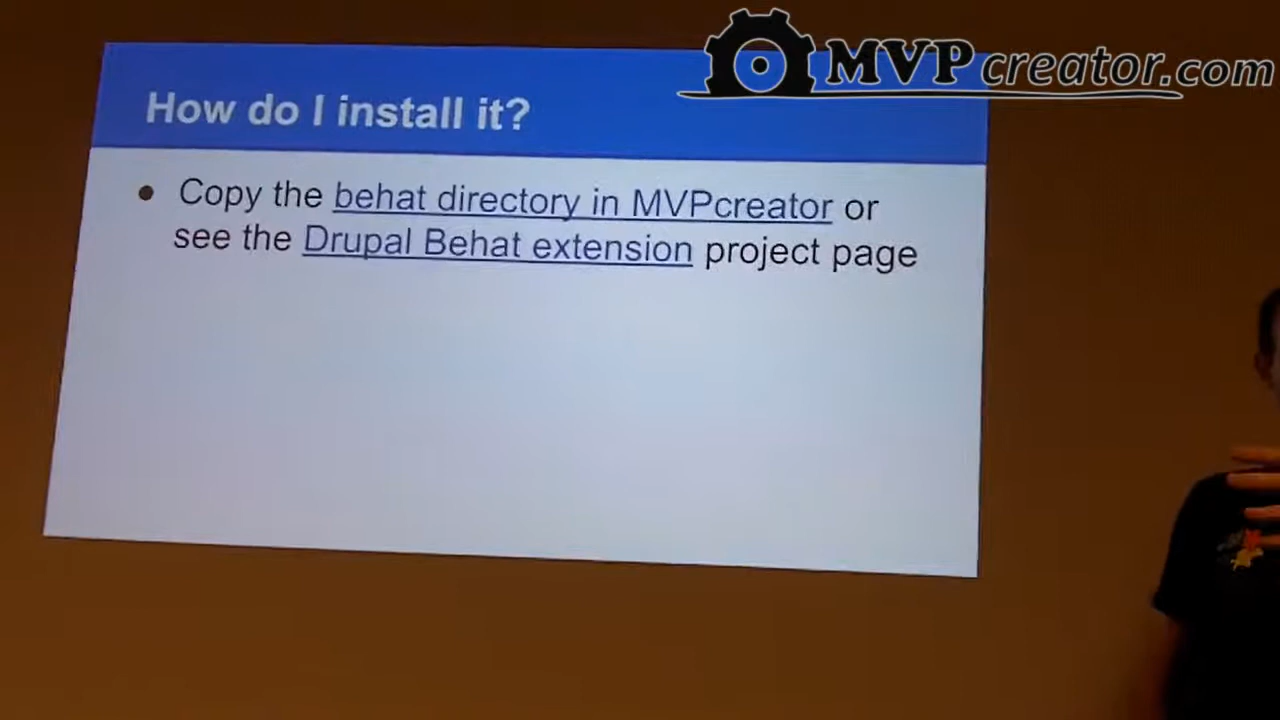 MVPcreator.com
How do I install it?
• Copy the behat directory in MVPcreator or
see the Drupal Behat extension project page